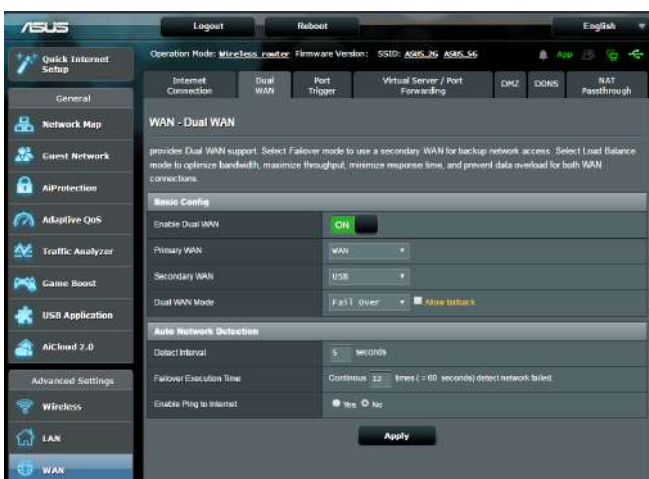 ASUS
Logout
Reboot
English
Quick Internet Setup
Operation Mode: Wireless router Firmware Version: SSID: ASUS_2G ASUS_5G
App
Internet Connection
Dual WAN
Port Trigger
Virtual Server / Port Forwarding
DMZ
DDNS
NAT Passthrough
General
Network Map
Guest Network
AiProtection
Adaptive QoS
Traffic Analyzer
Game Boost
USB Application
AiCloud 2.0
Advanced Settings
Wireless
LAN
WAN
WAN - Dual WAN
provides Dual WAN support. Select Failover mode to use a secondary WAN for backup network access. Select Load Balance
mode to optimize bandwidth, maximize throughput, minimize response time, and prevent data overload for both WAN
connections.
Basic Config
Enable Dual WAN
ON
Primary WAN
WAN
Secondary WAN
USB
Dual WAN Mode
Fail Over
Allow failback
Auto Network Detection
Detect Interval
5 seconds
Failover Execution Time
Continous 12 times ( = 60 seconds) detect network failed.
Enable Ping to Internet
Yes No
Apply